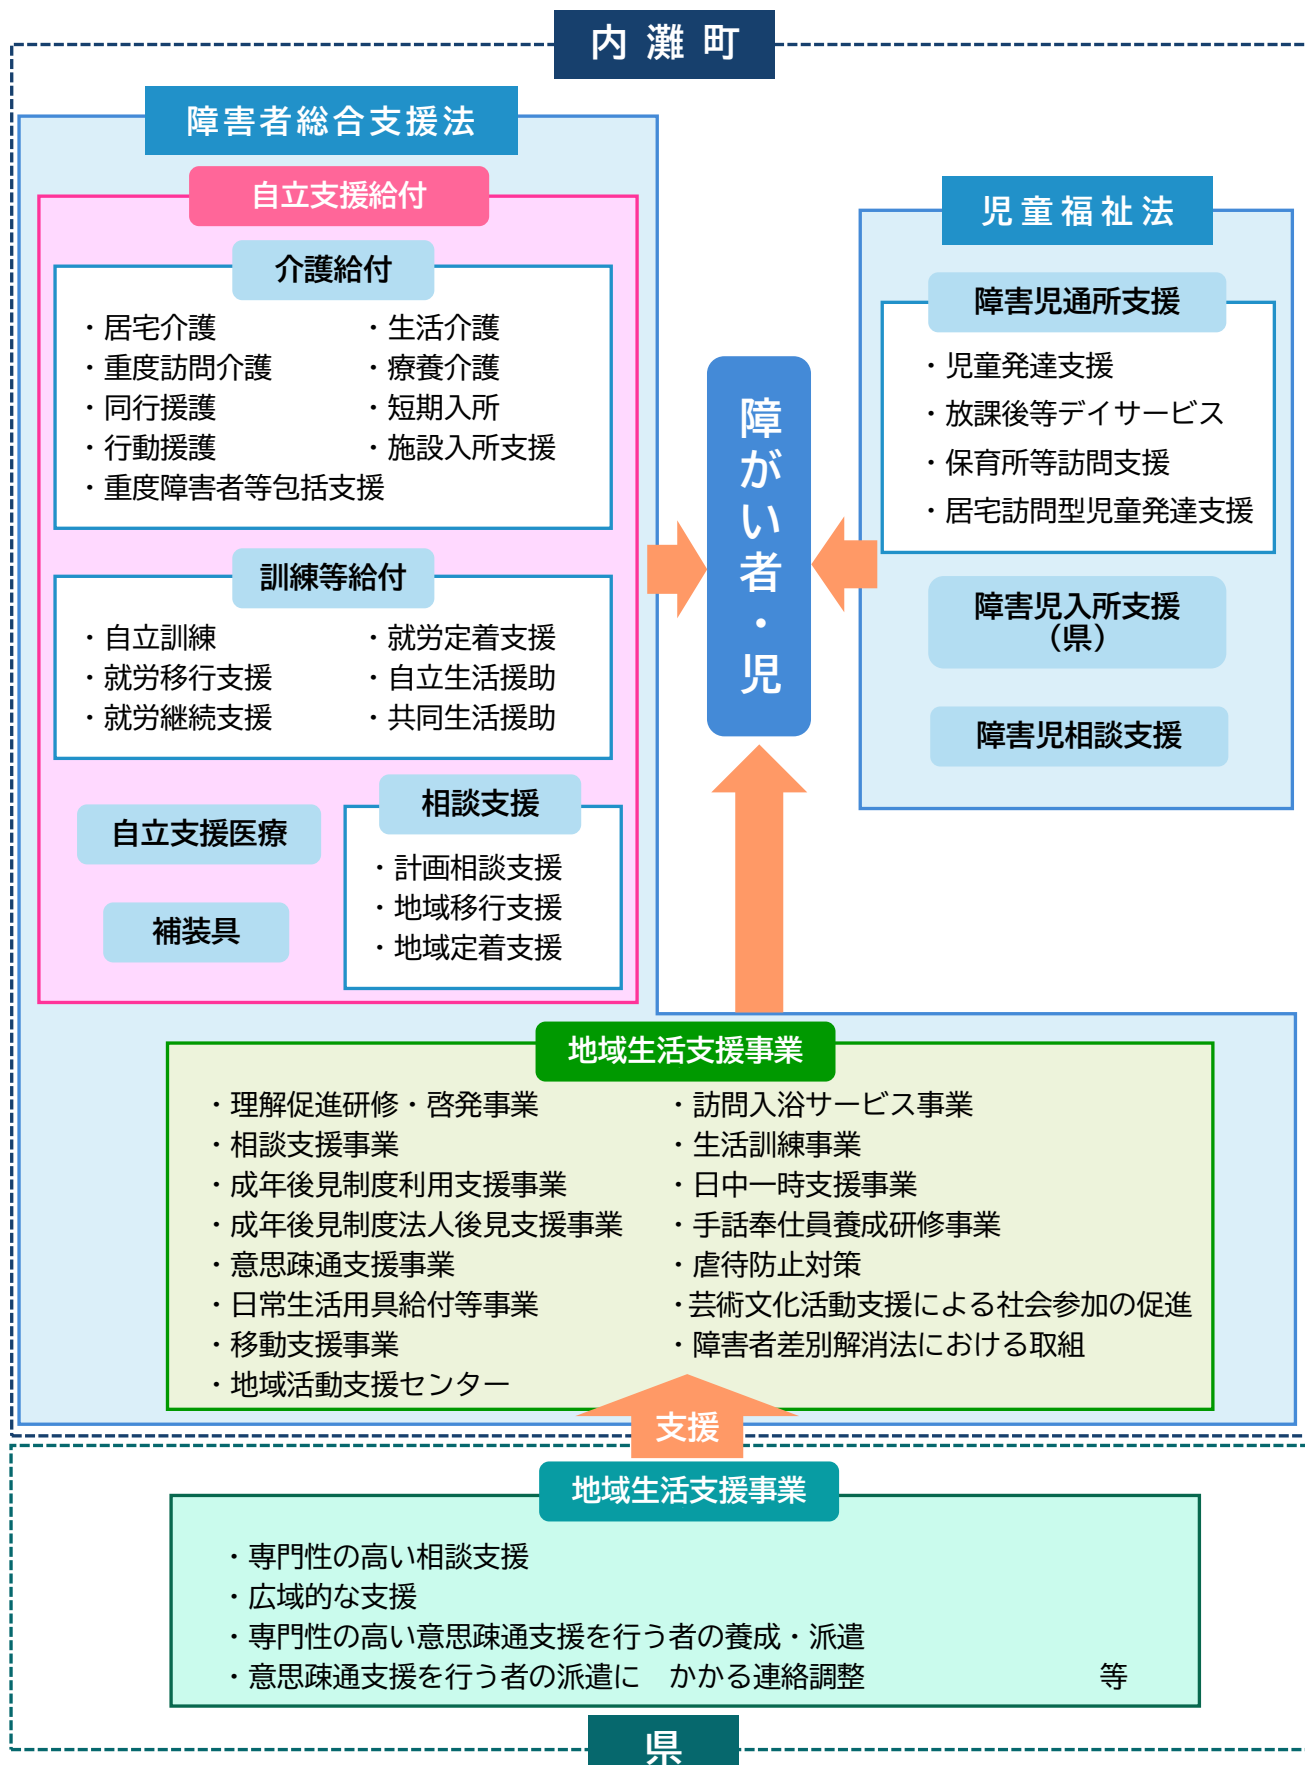 内灘町
障害者総合支援法
自立支援給付
介護給付
・居宅介護
・重度訪問介護
・同行援護
・行動援護
・重度障害者等包括支援
・生活介護
・療養介護
・短期入所
・施設入所支援
訓練等給付
・自立訓練
・就労移行支援
・就労継続支援
・就労定着支援
・自立生活援助
・共同生活援助
自立支援医療
補装具
相談支援
・計画相談支援
・地域移行支援
・地域定着支援
障がい者・児
児童福祉法
障害児通所支援
・児童発達支援
・放課後等デイサービス
・保育所等訪問支援
・居宅訪問型児童発達支援
障害児入所支援
（県）
障害児相談支援
地域生活支援事業
・理解促進研修・啓発事業
・相談支援事業
・成年後見制度利用支援事業
・成年後見制度法人後見支援事業
・意思疎通支援事業
・日常生活用具給付等事業
・移動支援事業
・地域活動支援センター
・訪問入浴サービス事業
・生活訓練事業
・日中一時支援事業
・手話奉仕員養成研修事業
・虐待防止対策
・芸術文化活動支援による社会参加の促進
・障害者差別解消法における取組
支援
地域生活支援事業
・専門性の高い相談支援
・広域的な支援
・専門性の高い意思疎通支援を行う者の養成・派遣
・意思疎通支援を行う者の派遣に　かかる連絡調整　　　　　　　　等
県